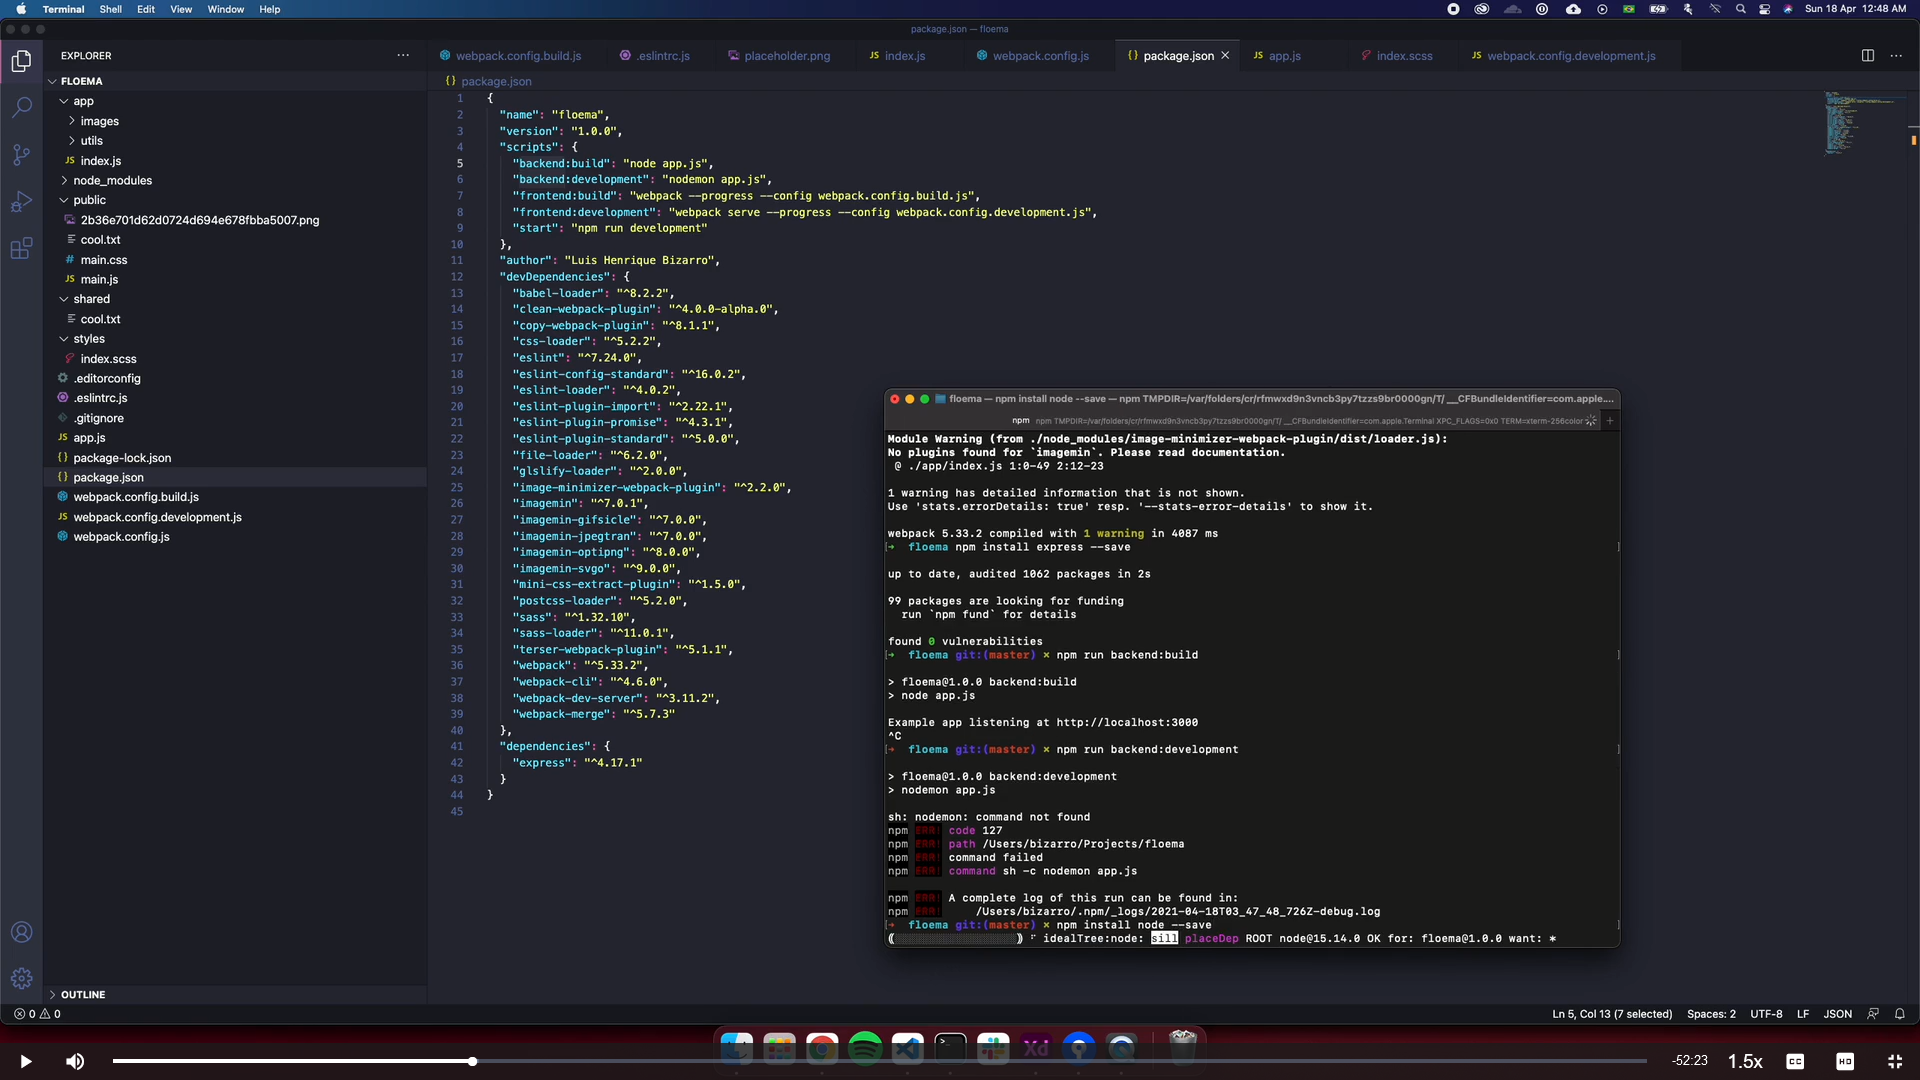 Terminal Shell Edit View Window Help
Sun 18 Apr 12:48 AM
package.json — floema
EXPLORER
webpack.config.build.js
.eslintrc.js
placeholder.png
JS index.js
webpack.config.js
{} package.json
JS app.js
index.scss
JS webpack.config.development.js
FLOEMA
app
images
utils
JS index.js
node_modules
public
2b36e701d62d0724d694e678fbba5007.png
cool.txt
# main.css
JS main.js
shared
cool.txt
styles
index.scss
.editorconfig
.eslintrc.js
.gitignore
JS app.js
{} package-lock.json
{} package.json
webpack.config.build.js
JS webpack.config.development.js
webpack.config.js
OUTLINE
{} package.json
1 {
2 "name": "floema",
3 "version": "1.0.0",
4 "scripts": {
5 "backend:build": "node app.js",
6 "backend:development": "nodemon app.js",
7 "frontend:build": "webpack --progress --config webpack.config.build.js",
8 "frontend:development": "webpack serve --progress --config webpack.config.development.js",
9 "start": "npm run development"
10 },
11 "author": "Luis Henrique Bizarro",
12 "devDependencies": {
13 "babel-loader": "^8.2.2",
14 "clean-webpack-plugin": "^4.0.0-alpha.0",
15 "copy-webpack-plugin": "^8.1.1",
16 "css-loader": "^5.2.2",
17 "eslint": "^7.24.0",
18 "eslint-config-standard": "^16.0.2",
19 "eslint-loader": "^4.0.2",
20 "eslint-plugin-import": "^2.22.1",
21 "eslint-plugin-promise": "^4.3.1",
22 "eslint-plugin-standard": "^5.0.0",
23 "file-loader": "^6.2.0",
24 "glslify-loader": "^2.0.0",
25 "image-minimizer-webpack-plugin": "^2.2.0",
26 "imagemin": "^7.0.1",
27 "imagemin-gifsicle": "^7.0.0",
28 "imagemin-jpegtran": "^7.0.0",
29 "imagemin-optipng": "^8.0.0",
30 "imagemin-svgo": "^9.0.0",
31 "mini-css-extract-plugin": "^1.5.0",
32 "postcss-loader": "^5.2.0",
33 "sass": "^1.32.10",
34 "sass-loader": "^11.0.1",
35 "terser-webpack-plugin": "^5.1.1",
36 "webpack": "^5.33.2",
37 "webpack-cli": "^4.6.0",
38 "webpack-dev-server": "^3.11.2",
39 "webpack-merge": "^5.7.3"
40 },
41 "dependencies": {
42 "express": "^4.17.1"
43 }
44 }
45
floema — npm install node --save — npm TMPDIR=/var/folders/cr/rfmwxd9n3vncb3py7tzzs9br0000gn/T/ __CFBundleIdentifier=com.apple....
npm npm TMPDIR=/var/folders/cr/rfmwxd9n3vncb3py7tzzs9br0000gn/T/ __CFBundleIdentifier=com.apple.Terminal XPC_FLAGS=0x0 TERM=xterm-256color
Module Warning (from ./node_modules/image-minimizer-webpack-plugin/dist/loader.js):
No plugins found for `imagemin`. Please read documentation.
@ ./app/index.js 1:0-49 2:12-23
1 warning has detailed information that is not shown.
Use 'stats.errorDetails: true' resp. '--stats-error-details' to show it.
webpack 5.33.2 compiled with 1 warning in 4087 ms
→ floema npm install express --save
up to date, audited 1062 packages in 2s
99 packages are looking for funding
run `npm fund` for details
found 0 vulnerabilities
→ floema git:(master) × npm run backend:build
> floema@1.0.0 backend:build
> node app.js
Example app listening at http://localhost:3000
^C
→ floema git:(master) × npm run backend:development
> floema@1.0.0 backend:development
> nodemon app.js
sh: nodemon: command not found
npm ERR! code 127
npm ERR! path /Users/bizarro/Projects/floema
npm ERR! command failed
npm ERR! command sh -c nodemon app.js
npm ERR! A complete log of this run can be found in:
npm ERR! /Users/bizarro/.npm/_logs/2021-04-18T03_47_48_726Z-debug.log
→ floema git:(master) × npm install node --save
idealTree:node: sill placeDep ROOT node@15.14.0 OK for: floema@1.0.0 want: *
0 0
Ln 5, Col 13 (7 selected) Spaces: 2 UTF-8 LF JSON
Xd
-52:23 1.5x CC HD